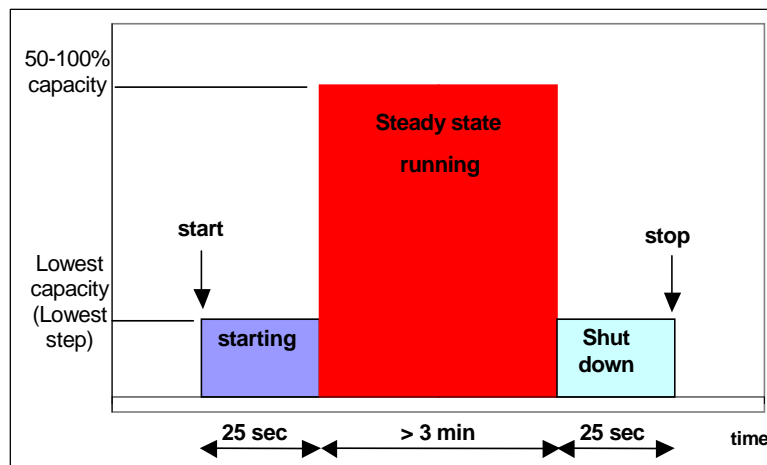 50-100%
capacity
Steady state
running
start
stop
Lowest
capacity
(Lowest
step)
starting
Shut
down
25 sec
> 3 min
25 sec
time